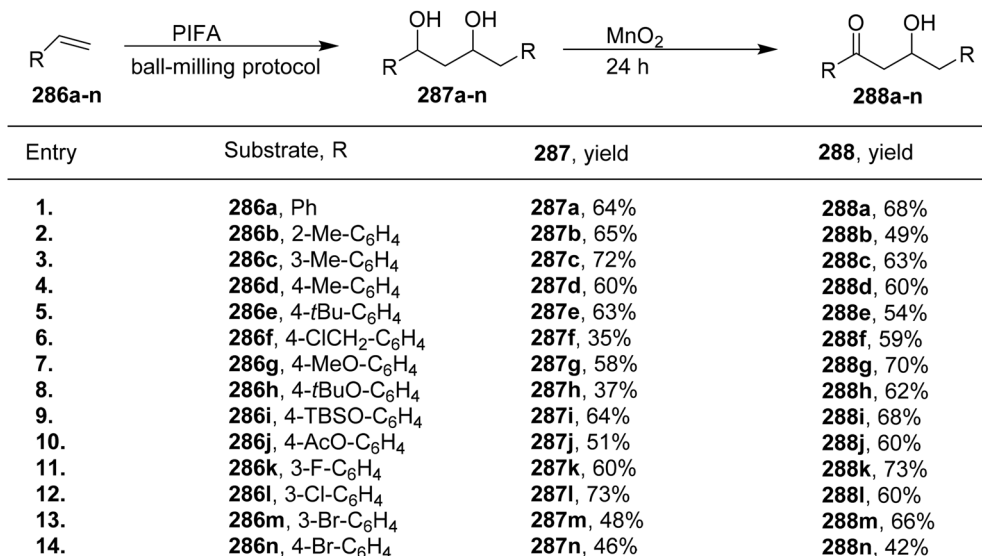 OH OH O OH
PIFA MnO2
R ball-milling protocol R R 24 h R R
286a-n 287a-n 288a-n
Entry Substrate, R 287, yield 288, yield
1. 286a, Ph 287a, 64% 288a, 68%
2. 286b, 2-Me-C6H4 287b, 65% 288b, 49%
3. 286c, 3-Me-C6H4 287c, 72% 288c, 63%
4. 286d, 4-Me-C6H4 287d, 60% 288d, 60%
5. 286e, 4-tBu-C6H4 287e, 63% 288e, 54%
6. 286f, 4-ClCH2-C6H4 287f, 35% 288f, 59%
7. 286g, 4-MeO-C6H4 287g, 58% 288g, 70%
8. 286h, 4-tBuO-C6H4 287h, 37% 288h, 62%
9. 286i, 4-TBSO-C6H4 287i, 64% 288i, 68%
10. 286j, 4-AcO-C6H4 287j, 51% 288j, 60%
11. 286k, 3-F-C6H4 287k, 60% 288k, 73%
12. 286l, 3-Cl-C6H4 287l, 73% 288l, 60%
13. 286m, 3-Br-C6H4 287m, 48% 288m, 66%
14. 286n, 4-Br-C6H4 287n, 46% 288n, 42%